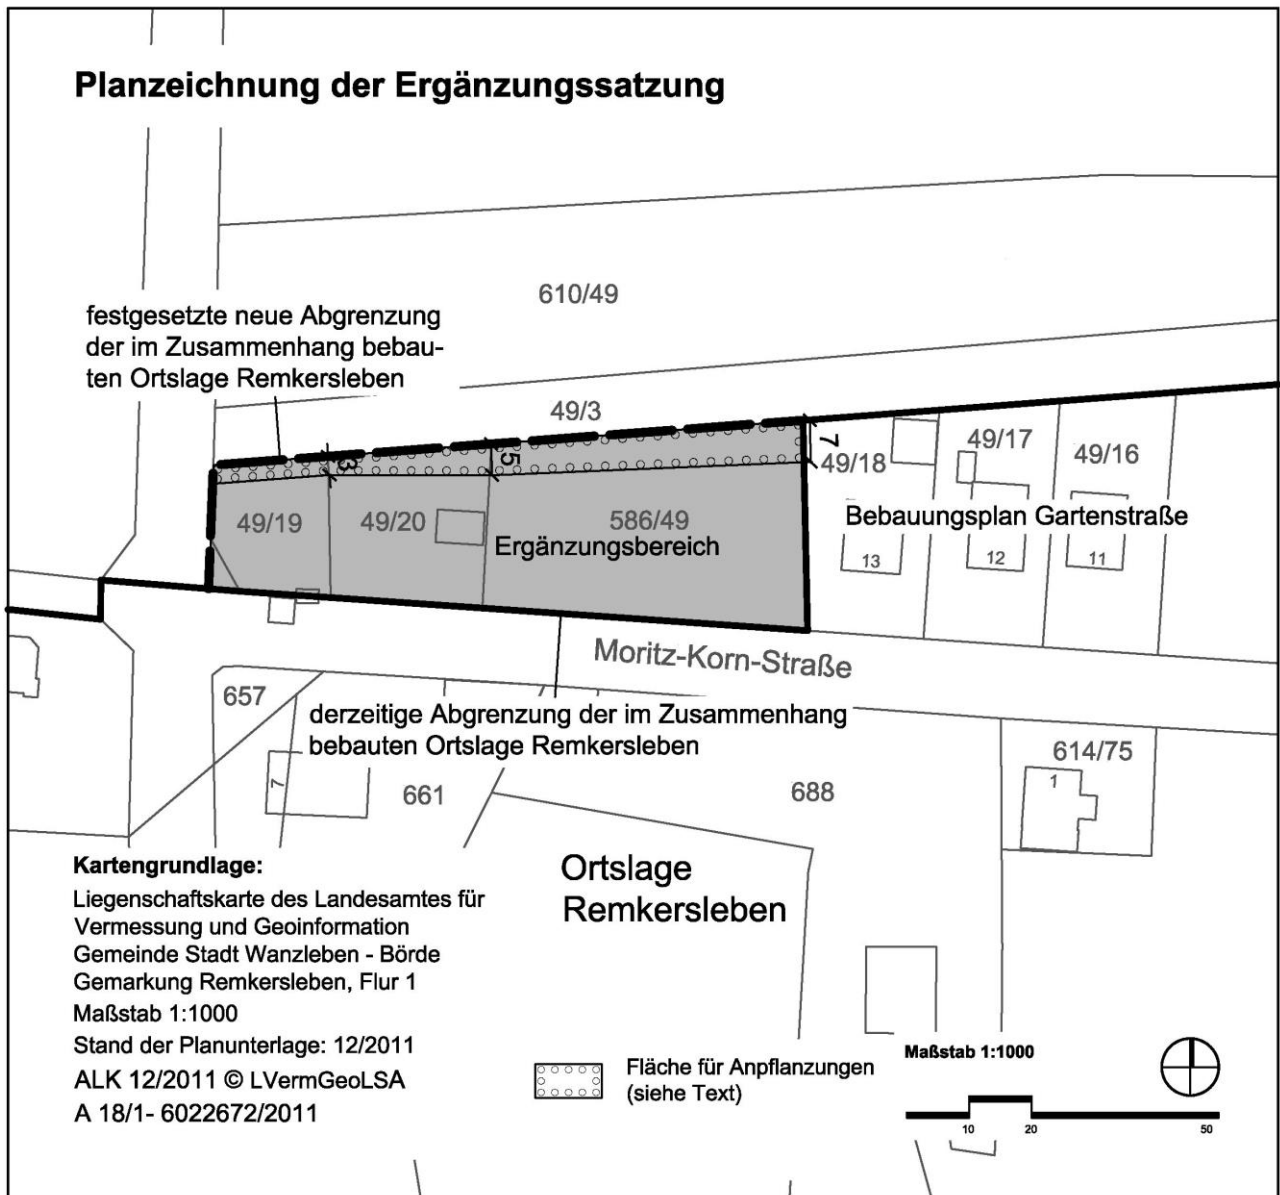 Planzeichnung der Ergänzungssatzung
610/49
festgesetzte neue Abgrenzung
der im Zusammenhang bebau-
ten Ortslage Remkersleben
49/3
3
5
7
49/18
49/17
49/16
49/19
49/20
586/49
Ergänzungsbereich
Bebauungsplan Gartenstraße
13
12
11
Moritz-Korn-Straße
657
derzeitige Abgrenzung der im Zusammenhang
bebauten Ortslage Remkersleben
614/75
1
7
661
688
Ortslage
Remkersleben
Kartengrundlage:
Liegenschaftskarte des Landesamtes für
Vermessung und Geoinformation
Gemeinde Stadt Wanzleben - Börde
Gemarkung Remkersleben, Flur 1
Maßstab 1:1000
Stand der Planunterlage: 12/2011
ALK 12/2011 © LVermGeoLSA
A 18/1- 6022672/2011
Fläche für Anpflanzungen
(siehe Text)
Maßstab 1:1000
10 20 50